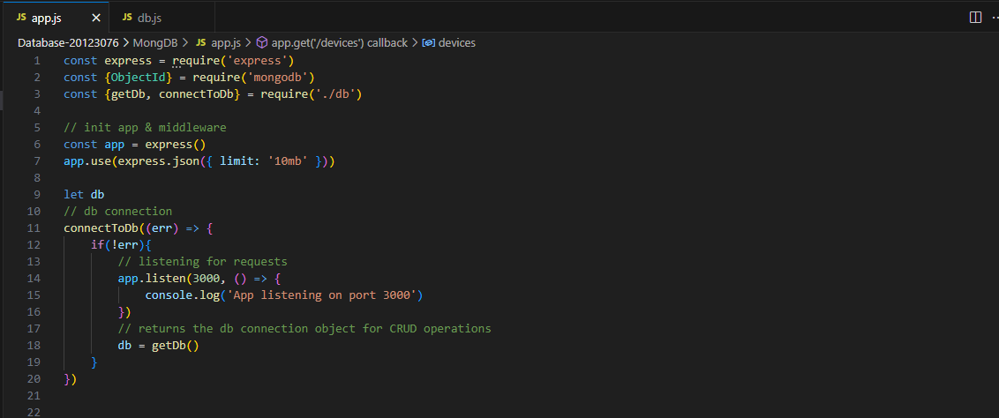 JS app.js × JS db.js
Database-20123076 > MongDB > JS app.js > app.get('/devices') callback > devices
1 const express = require('express')
2 const {ObjectId} = require('mongodb')
3 const {getDb, connectToDb} = require('./db')
4
5 // init app & middleware
6 const app = express()
7 app.use(express.json({ limit: '10mb' }))
8
9 let db
10 // db connection
11 connectToDb((err) => {
12 if(!err){
13 // listening for requests
14 app.listen(3000, () => {
15 console.log('App listening on port 3000')
16 })
17 // returns the db connection object for CRUD operations
18 db = getDb()
19 }
20 })
21
22